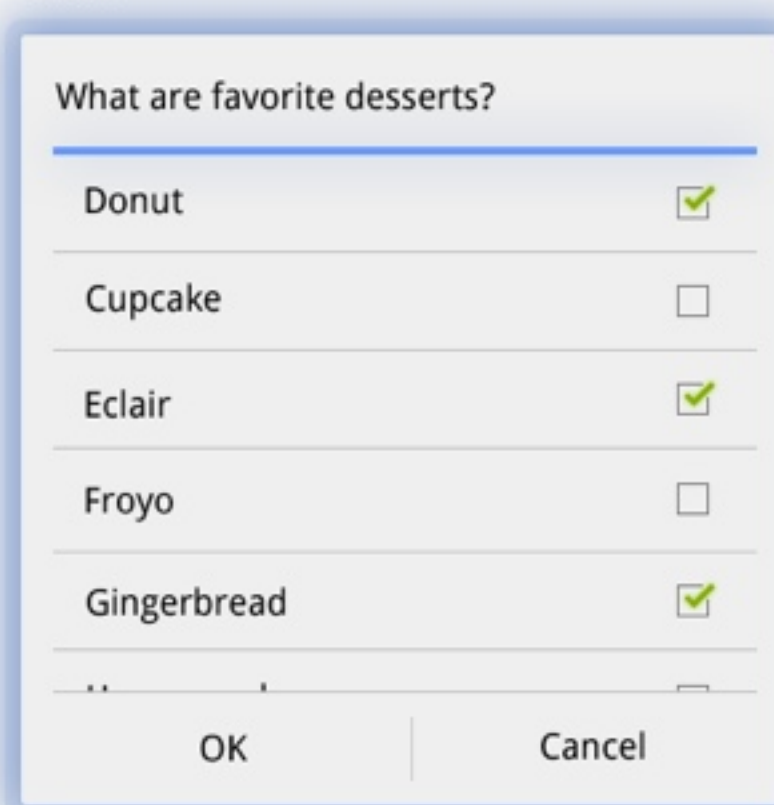 What are favorite desserts?
Donut
Cupcake
Eclair
Froyo
Gingerbread
OK
Cancel